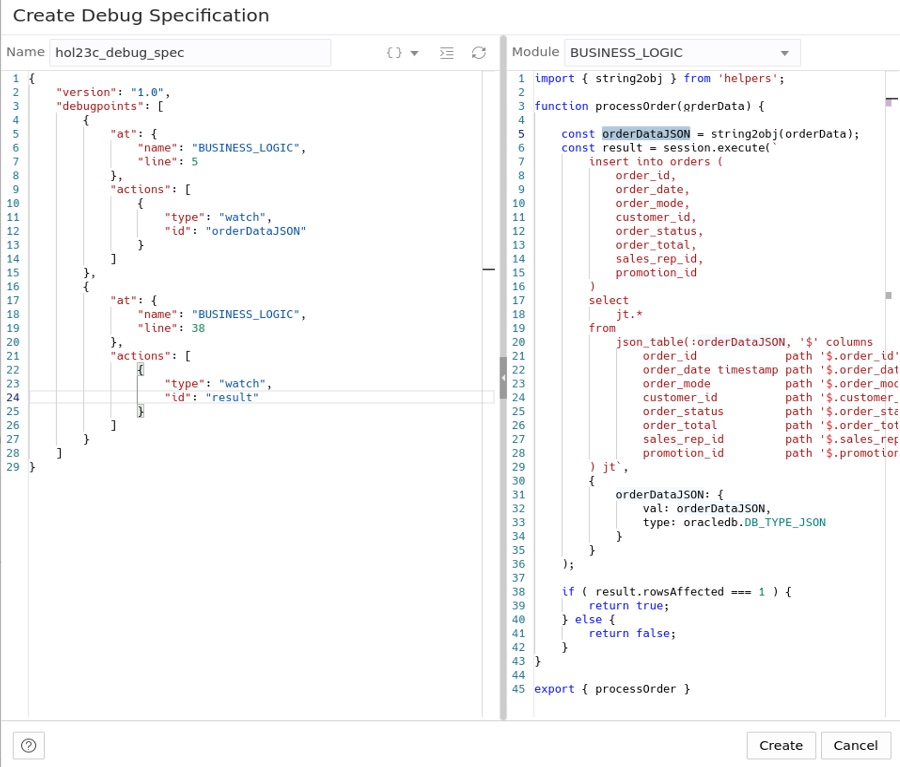 Create Debug Specification
Name hol23c_debug_spec {}
Module BUSINESS_LOGIC
1 {
2 "version": "1.0",
3 "debugpoints": [
4 {
5 "at": {
6 "name": "BUSINESS_LOGIC",
7 "line": 5
8 },
9 "actions": [
10 {
11 "type": "watch",
12 "id": "orderDataJSON"
13 }
14 ]
15 },
16 {
17 "at": {
18 "name": "BUSINESS_LOGIC",
19 "line": 38
20 },
21 "actions": [
22 {
23 "type": "watch",
24 "id": "result"
25 }
26 ]
27 }
28 ]
29 }
1 import { string2obj } from 'helpers';
2
3 function processOrder(orderData) {
4
5 const orderDataJSON = string2obj(orderData);
6 const result = session.execute(`
7 insert into orders (
8 order_id,
9 order_date,
10 order_mode,
11 customer_id,
12 order_status,
13 order_total,
14 sales_rep_id,
15 promotion_id
16 )
17 select
18 jt.*
19 from
20 json_table(:orderDataJSON, '$' columns
21 order_id path '$.order_id'
22 order_date timestamp path '$.order_dat
23 order_mode path '$.order_mod
24 customer_id path '$.customer_
25 order_status path '$.order_sta
26 order_total path '$.order_tot
27 sales_rep_id path '$.sales_rep
28 promotion_id path '$.promotion
29 ) jt`,
30 {
31 orderDataJSON: {
32 val: orderDataJSON,
33 type: oracledb.DB_TYPE_JSON
34 }
35 }
36 );
37
38 if ( result.rowsAffected === 1 ) {
39 return true;
40 } else {
41 return false;
42 }
43 }
44
45 export { processOrder }
? Create Cancel